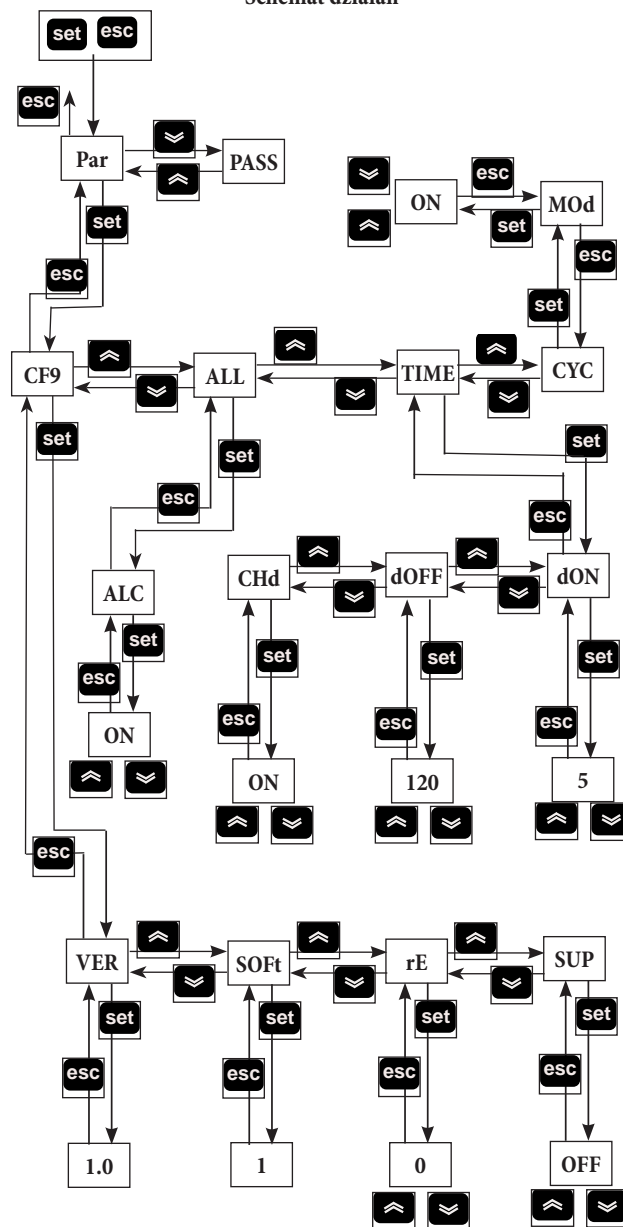 Schemat działań
set esc
esc
Par
PASS
set
esc
ON
esc
MOd
set
esc
set
CF9
ALL
TIME
CYC
set
set
set
esc
esc
ALC
CHd
dOFF
dON
set
set
set
set
esc
esc
esc
esc
ON
ON
120
5
esc
VER
SOFt
rE
SUP
set
set
set
set
esc
esc
esc
esc
1.0
1
0
OFF